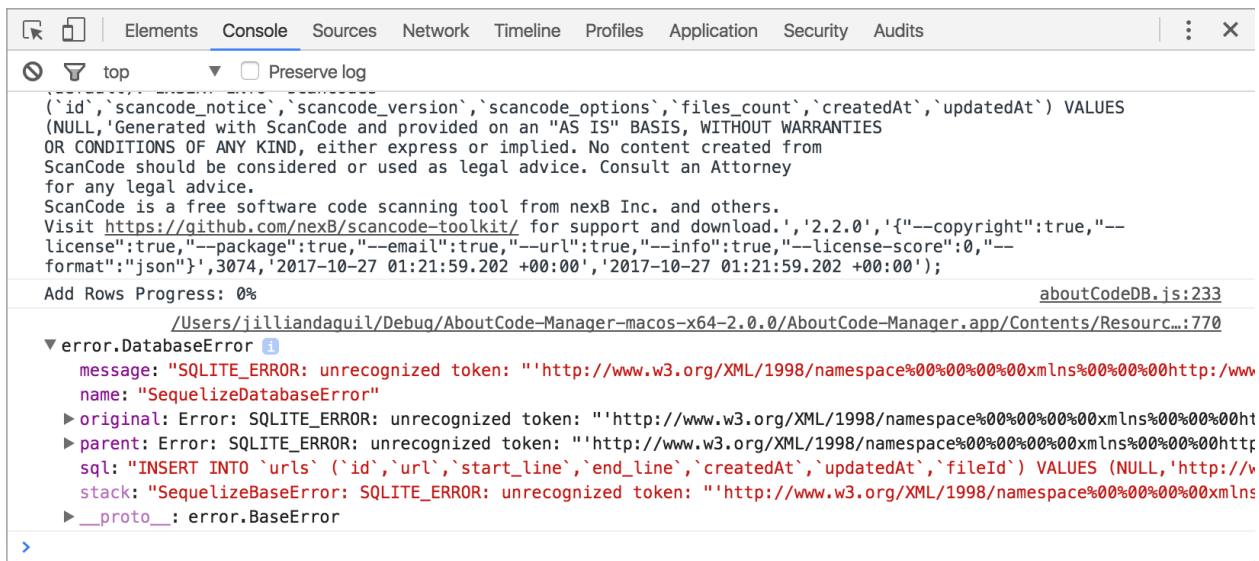 Elements Console Sources Network Timeline Profiles Application Security Audits
top Preserve log
(default): INSERT INTO `scancodes`
(`id`,`scancode_notice`,`scancode_version`,`scancode_options`,`files_count`,`createdAt`,`updatedAt`) VALUES
(NULL,'Generated with ScanCode and provided on an "AS IS" BASIS, WITHOUT WARRANTIES
OR CONDITIONS OF ANY KIND, either express or implied. No content created from
ScanCode should be considered or used as legal advice. Consult an Attorney
for any legal advice.
ScanCode is a free software code scanning tool from nexB Inc. and others.
Visit https://github.com/nexB/scancode-toolkit/ for support and download.','2.2.0','{"--copyright":true,"--
license":true,"--package":true,"--email":true,"--url":true,"--info":true,"--license-score":0,"--
format":"json"}',3074,'2017-10-27 01:21:59.202 +00:00','2017-10-27 01:21:59.202 +00:00');
Add Rows Progress: 0% aboutCodeDB.js:233
/Users/jilliandaguil/Debug/AboutCode-Manager-macos-x64-2.0.0/AboutCode-Manager.app/Contents/Resourc…:770
error.DatabaseError i
message: "SQLITE_ERROR: unrecognized token: "'http://www.w3.org/XML/1998/namespace%00%00%00%00xmlns%00%00%00http:/www
name: "SequelizeDatabaseError"
original: Error: SQLITE_ERROR: unrecognized token: "'http://www.w3.org/XML/1998/namespace%00%00%00%00xmlns%00%00%00ht
parent: Error: SQLITE_ERROR: unrecognized token: "'http://www.w3.org/XML/1998/namespace%00%00%00%00xmlns%00%00%00http
sql: "INSERT INTO `urls` (`id`,`url`,`start_line`,`end_line`,`createdAt`,`updatedAt`,`fileId`) VALUES (NULL,'http://w
stack: "SequelizeBaseError: SQLITE_ERROR: unrecognized token: "'http://www.w3.org/XML/1998/namespace%00%00%00%00xmlns
__proto__: error.BaseError